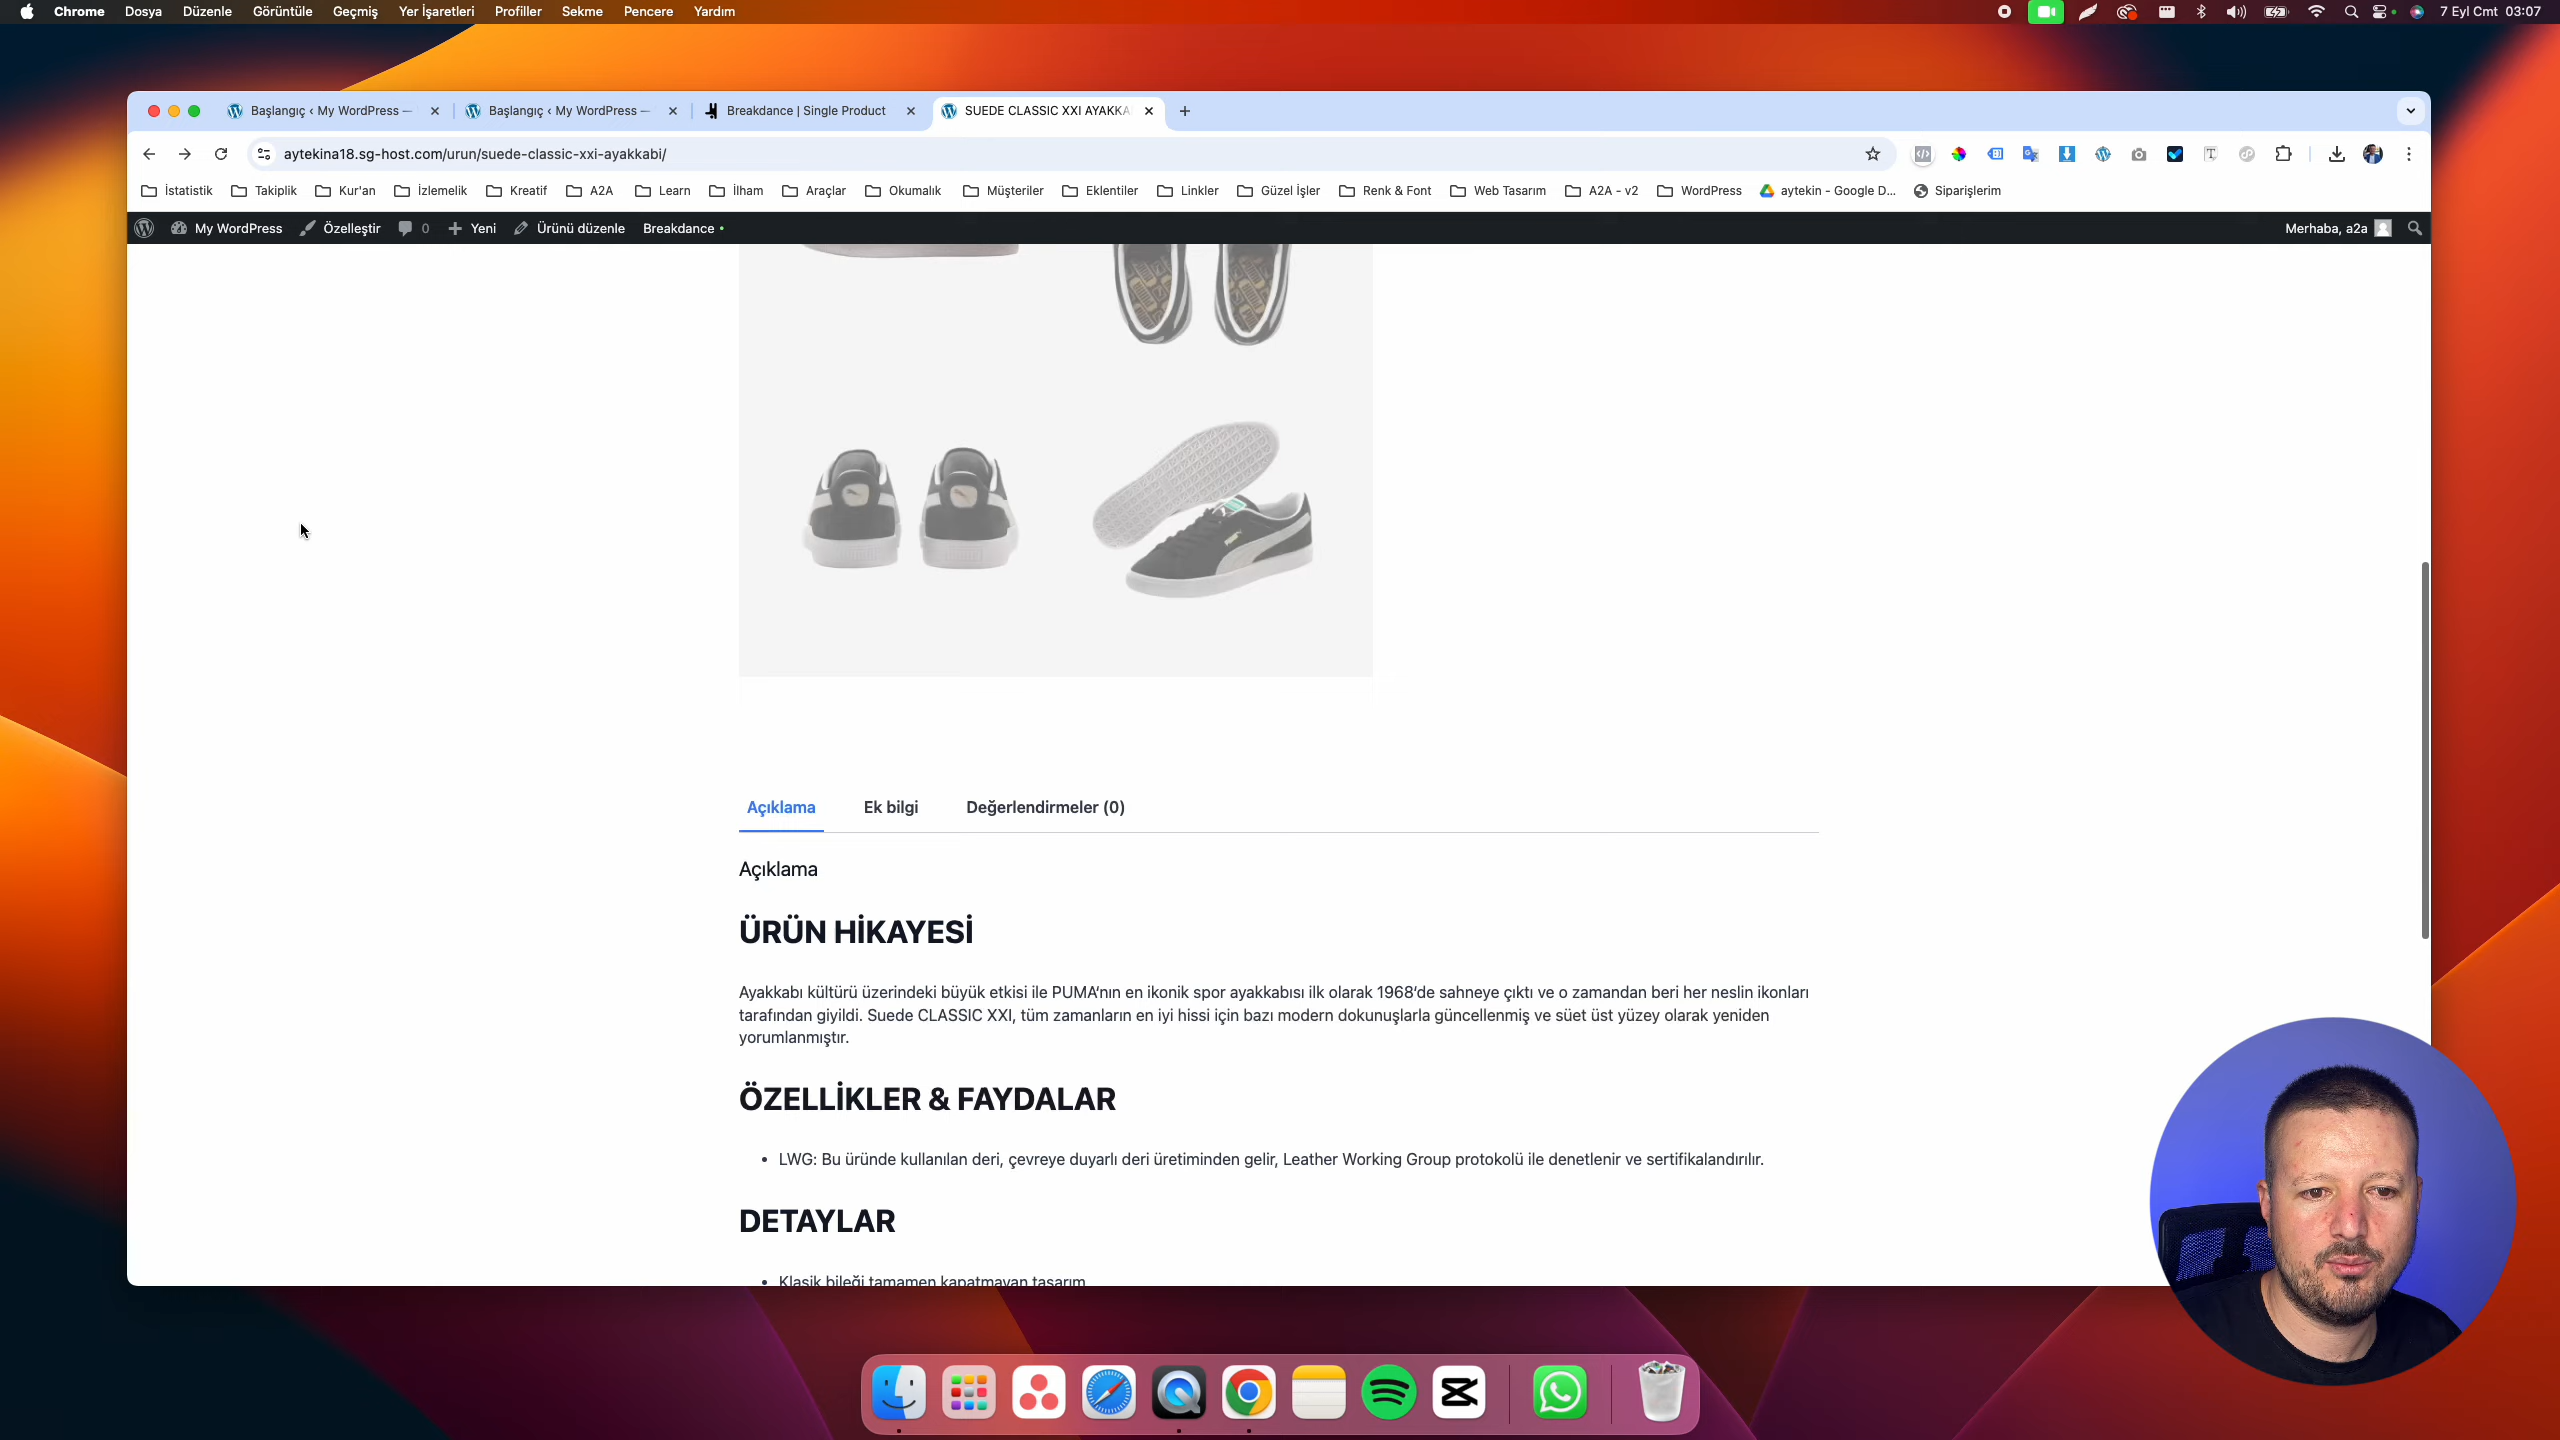 Chrome Dosya Düzenle Görüntüle Geçmiş Yer İşaretleri Profiller Sekme Pencere Yardım
7 Eyl Cmt 03:07
Başlangıç ‹ My WordPress —
Başlangıç ‹ My WordPress —
Breakdance | Single Product
SUEDE CLASSIC XXI AYAKKA
aytekina18.sg-host.com/urun/suede-classic-xxi-ayakkabi/
İstatistik Takiplik Kur'an İzlemelik Kreatif A2A Learn İlham Araçlar Okumalık Müşteriler Eklentiler Linkler Güzel İşler Renk & Font Web Tasarım A2A - v2 WordPress aytekin - Google D... Siparişlerim
My WordPress Özelleştir 0 Yeni Ürünü düzenle Breakdance
Merhaba, a2a
Açıklama Ek bilgi Değerlendirmeler (0)
Açıklama
ÜRÜN HİKAYESİ
Ayakkabı kültürü üzerindeki büyük etkisi ile PUMA'nın en ikonik spor ayakkabısı ilk olarak 1968'de sahneye çıktı ve o zamandan beri her neslin ikonları
tarafından giyildi. Suede CLASSIC XXI, tüm zamanların en iyi hissi için bazı modern dokunuşlarla güncellenmiş ve süet üst yüzey olarak yeniden
yorumlanmıştır.
ÖZELLİKLER & FAYDALAR
• LWG: Bu üründe kullanılan deri, çevreye duyarlı deri üretiminden gelir, Leather Working Group protokolü ile denetlenir ve sertifikalandırılır.
DETAYLAR
• Klasik bileği tamamen kapatmayan tasarım